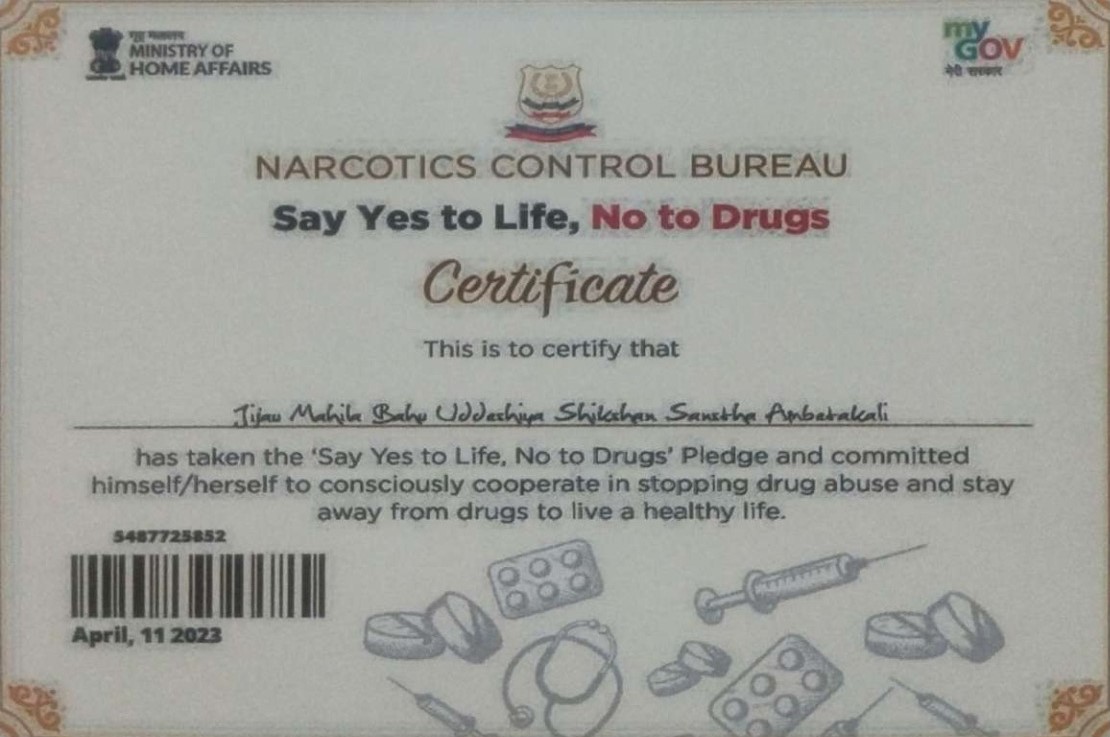 गृह मंत्रालय
MINISTRY OF
HOME AFFAIRS
my
GOV
मेरी सरकार
NARCOTICS CONTROL BUREAU
Say Yes to Life, No to Drugs
Certificate
This is to certify that
Jijau Mahila Bahu Uddeshiya Shikshan Sanstha Ambatakali
has taken the ‘Say Yes to Life, No to Drugs’ Pledge and committed
himself/herself to consciously cooperate in stopping drug abuse and stay
away from drugs to live a healthy life.
5487725852
April, 11 2023